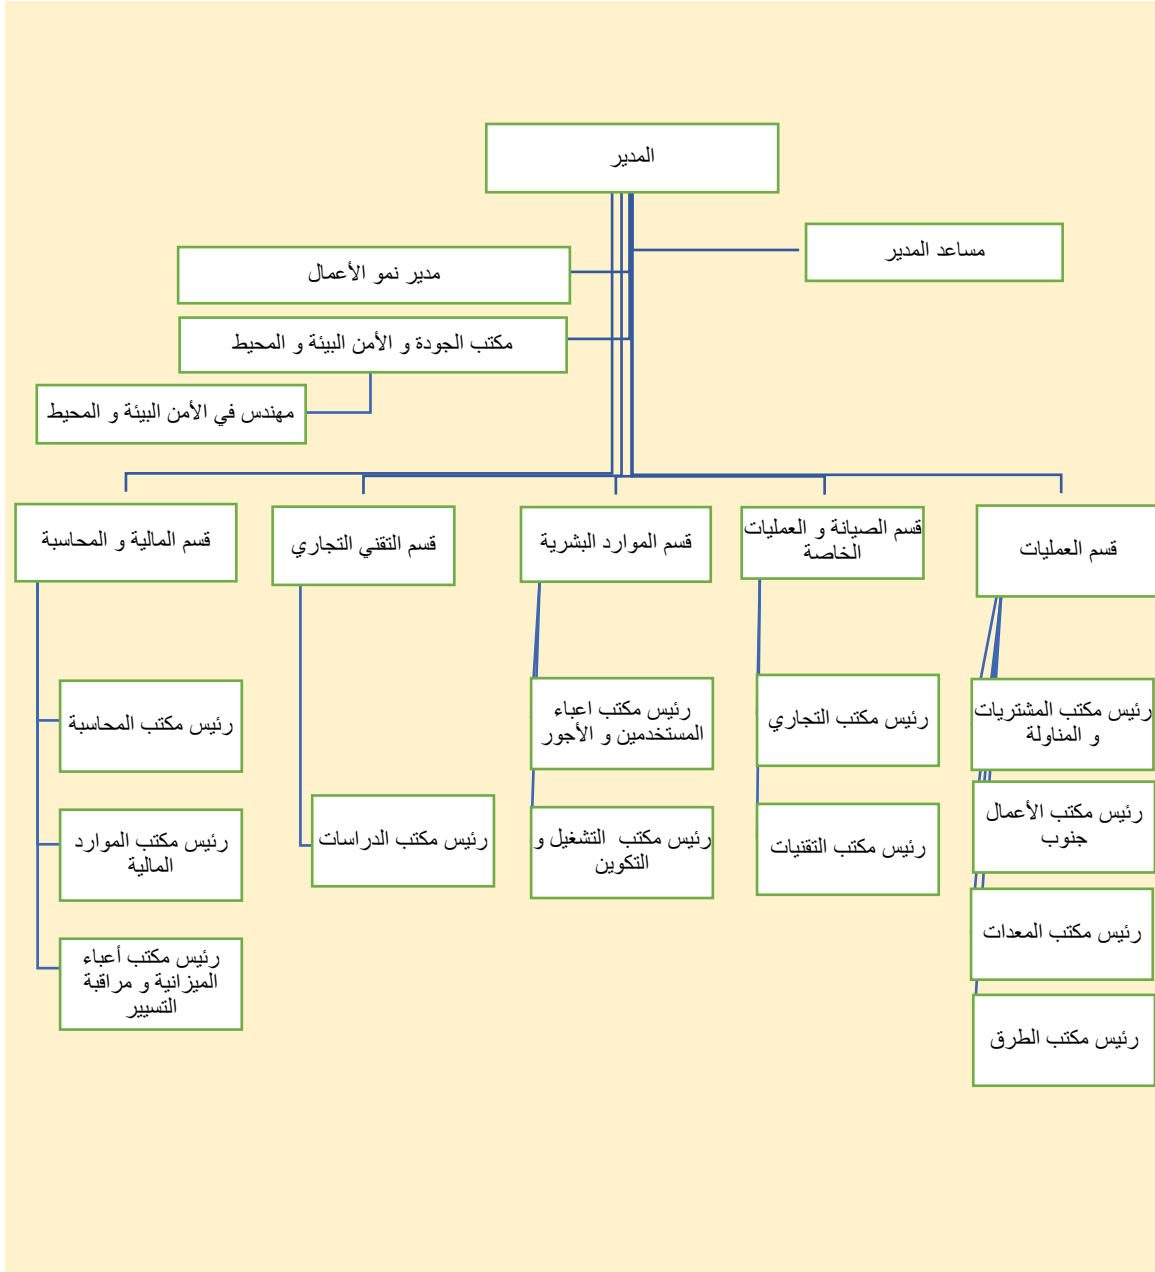 المدير
مساعد المدير
مدير نمو الأعمال
مكتب الجودة و الأمن البيئة و المحيط
مهندس في الأمن البيئة و المحيط
قسم العمليات
قسم الصيانة و العمليات
الخاصة
قسم الموارد البشرية
قسم التقني التجاري
قسم المالية و المحاسبة
رئيس مكتب المشتريات
و المناولة
رئيس مكتب الأعمال
جنوب
رئيس مكتب المعدات
رئيس مكتب الطرق
رئيس مكتب التجاري
رئيس مكتب التقنيات
رئيس مكتب اعباء
المستخدمين و الأجور
رئيس مكتب التشغيل و
التكوين
رئيس مكتب الدراسات
رئيس مكتب المحاسبة
رئيس مكتب الموارد
المالية
رئيس مكتب أعباء
الميزانية و مراقبة
التسيير